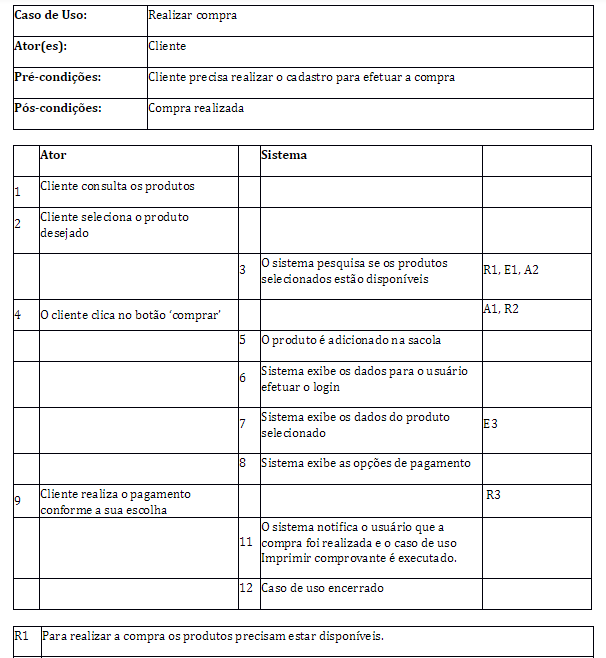 Caso de Uso: Realizar compra
Ator(es): Cliente
Pré-condições: Cliente precisa realizar o cadastro para efetuar a compra
Pós-condições: Compra realizada
Ator Sistema
1 Cliente consulta os produtos
2 Cliente seleciona o produto
desejado
3 O sistema pesquisa se os produtos
selecionados estão disponíveis R1, E1, A2
4 O cliente clica no botão ‘comprar’ A1, R2
5 O produto é adicionado na sacola
6 Sistema exibe os dados para o usuário
efetuar o login
7 Sistema exibe os dados do produto
selecionado E3
8 Sistema exibe as opções de pagamento
9 Cliente realiza o pagamento
conforme a sua escolha R3
11 O sistema notifica o usuário que a
compra foi realizada e o caso de uso
Imprimir comprovante é executado.
12 Caso de uso encerrado
R1 Para realizar a compra os produtos precisam estar disponíveis.